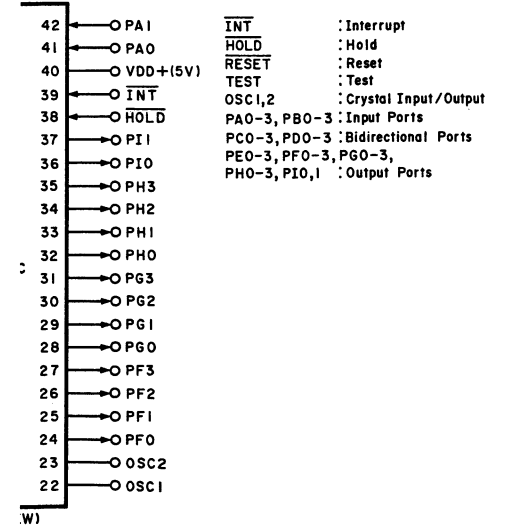 42 PA1
41 PA0
40 VDD+(5V)
39 INT
38 HOLD
37 PI1
36 PI0
35 PH3
34 PH2
33 PH1
32 PH0
31 PG3
30 PG2
29 PG1
28 PG0
27 PF3
26 PF2
25 PF1
24 PF0
23 OSC2
22 OSC1
INT : Interrupt
HOLD : Hold
RESET : Reset
TEST : Test
OSC1,2 : Crystal Input/Output
PA0-3, PB0-3 : Input Ports
PC0-3, PD0-3 : Bidirectional Ports
PE0-3, PF0-3, PG0-3,
PH0-3, PI0,1 : Output Ports
W)